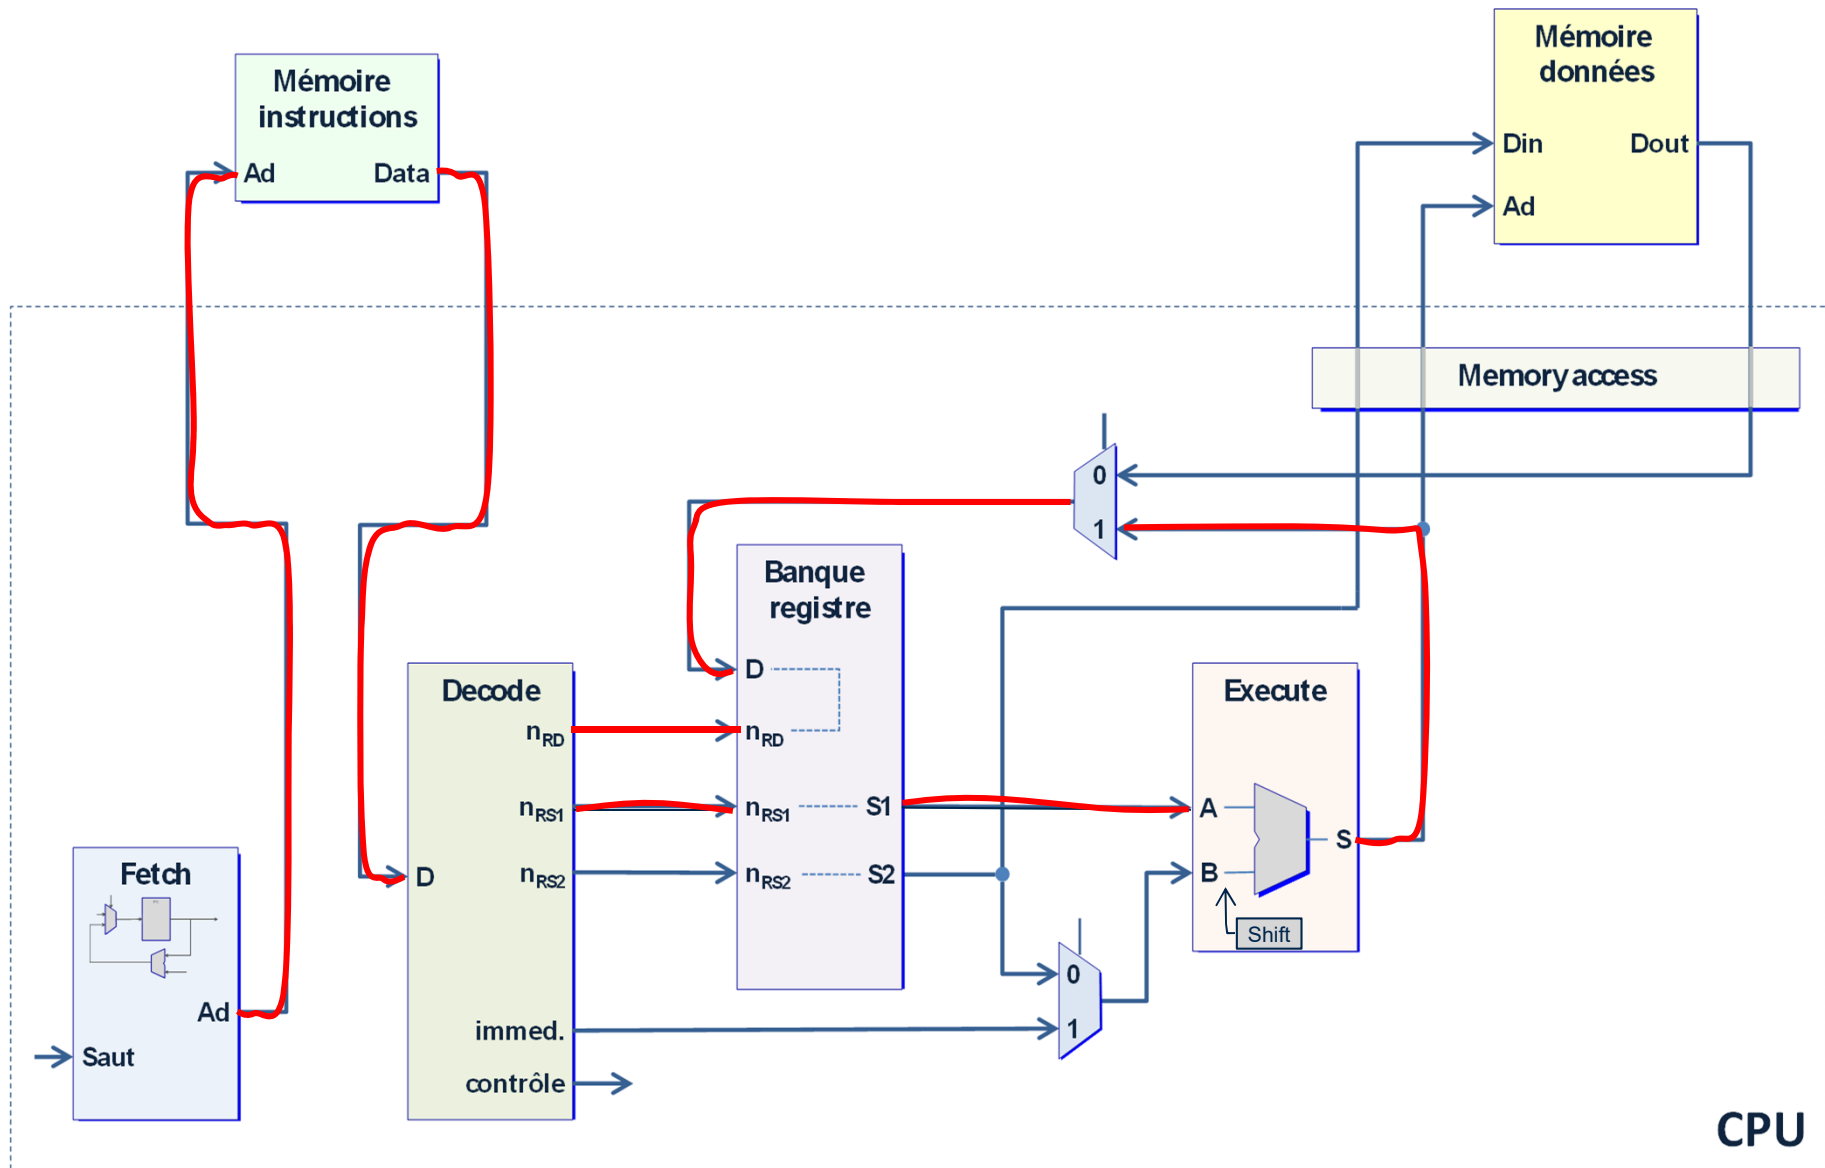 Mémoire
instructions
Ad
Data
Mémoire
données
Din
Dout
Ad
Memory access
0
1
Banque
registre
D
nRD
nRS1
S1
nRS2
S2
Decode
nRD
nRS1
nRS2
D
immed.
contrôle
Execute
A
S
B
Shift
0
1
Fetch
Ad
Saut
CPU